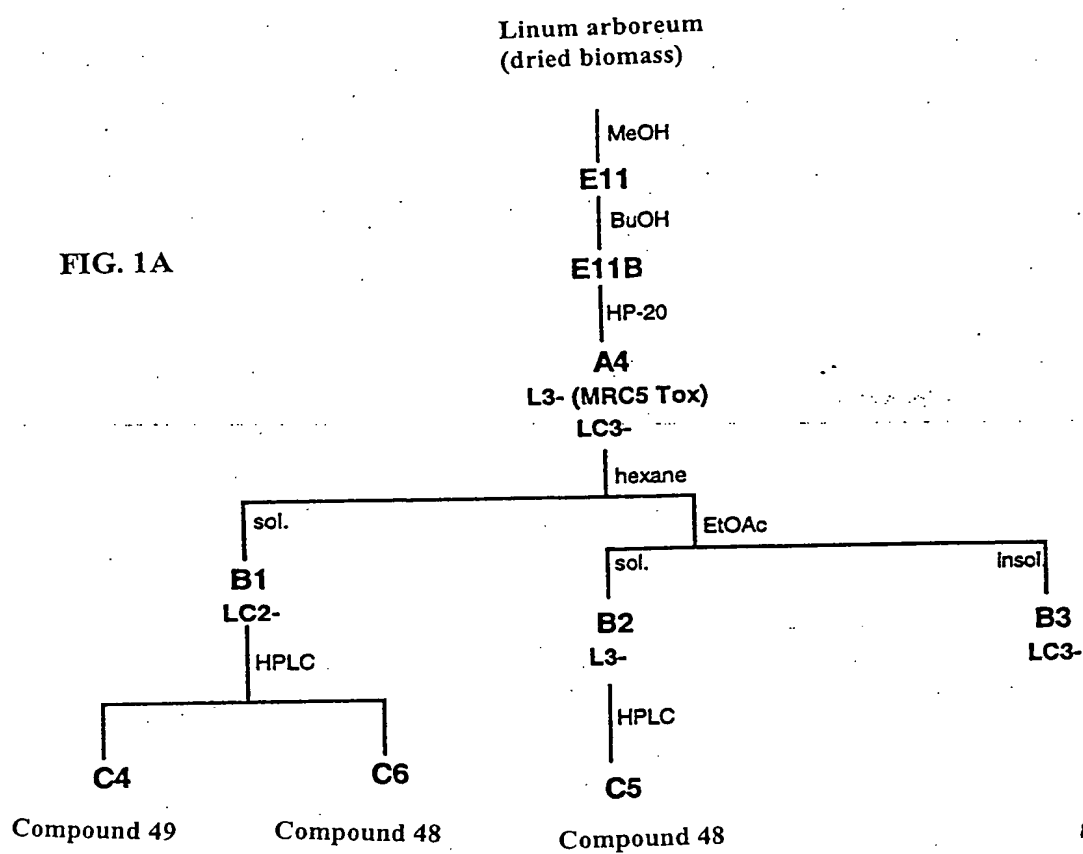 Linum arboreum
(dried biomass)
MeOH
E11
BuOH
FIG. 1A
E11B
HP-20
A4
L3- (MRC5 Tox)
LC3-
hexane
sol.
EtOAc
sol.
insol.
B1
LC2-
B2
L3-
B3
LC3-
HPLC
HPLC
C4
C6
C5
Compound 49
Compound 48
Compound 48